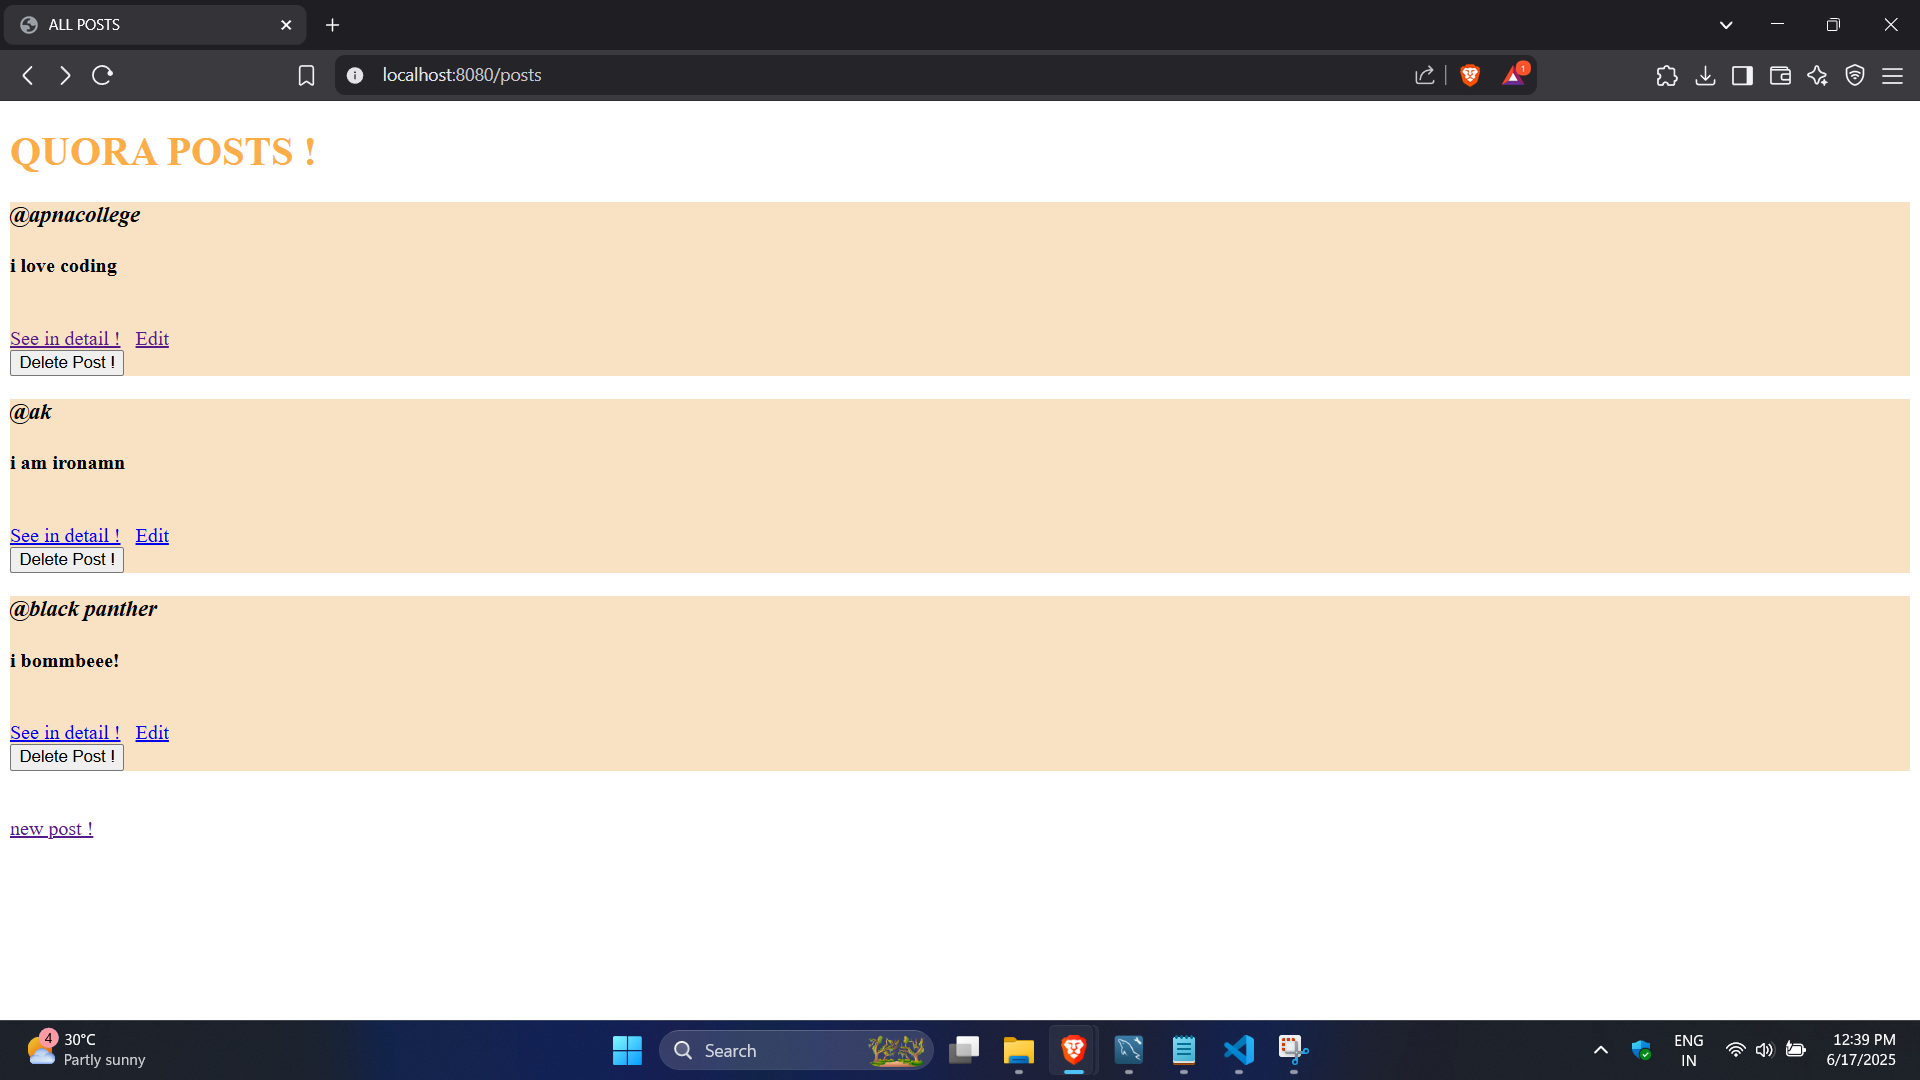 ALL POSTS
localhost:8080/posts
1
QUORA POSTS !
@apnacollege
i love coding
See in detail ! Edit
Delete Post !
@ak
i am ironamn
See in detail ! Edit
Delete Post !
@black panther
i bommbeee!
See in detail ! Edit
Delete Post !
new post !
4
30°C
Partly sunny
Search
ENG
IN
12:39 PM
6/17/2025